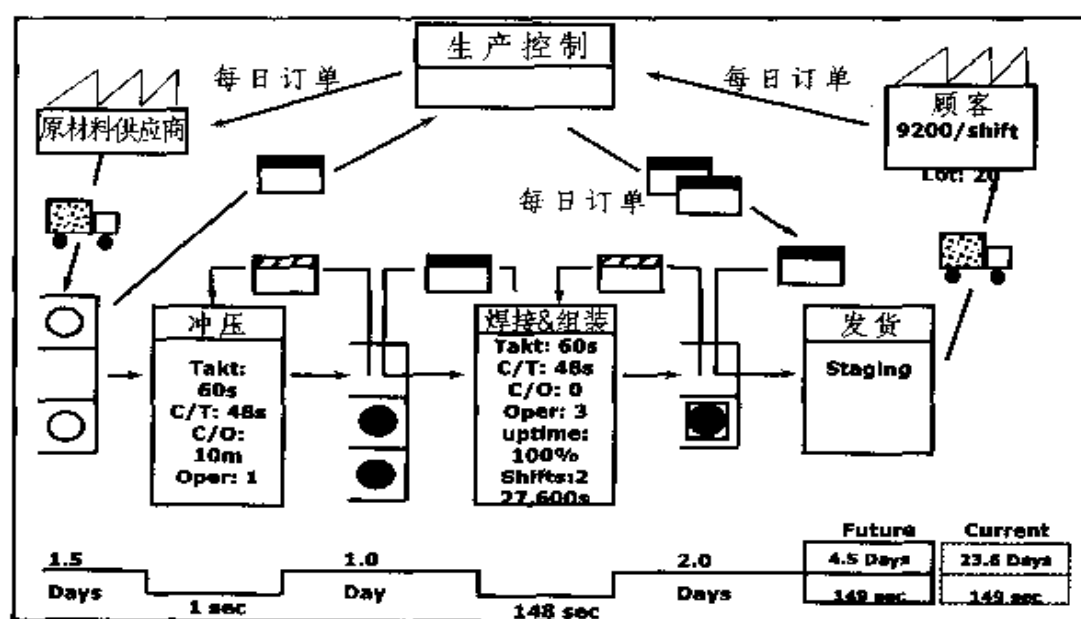 生产控制
每日订单
每日订单
原材料供应商
顾客
9200/shift
Lot: 20
每日订单
冲压
Takt:
60s
C/T: 48s
C/O:
10m
Oper: 1
焊接&组装
Takt: 60s
C/T: 48s
C/O: 0
Oper: 3
uptime:
100%
Shifts:2
27,600s
发货
Staging
Future
Current
1.5
Days
1 sec
1.0
Day
148 sec
2.0
Days
4.5 Days
23.6 Days
149 sec
149 sec